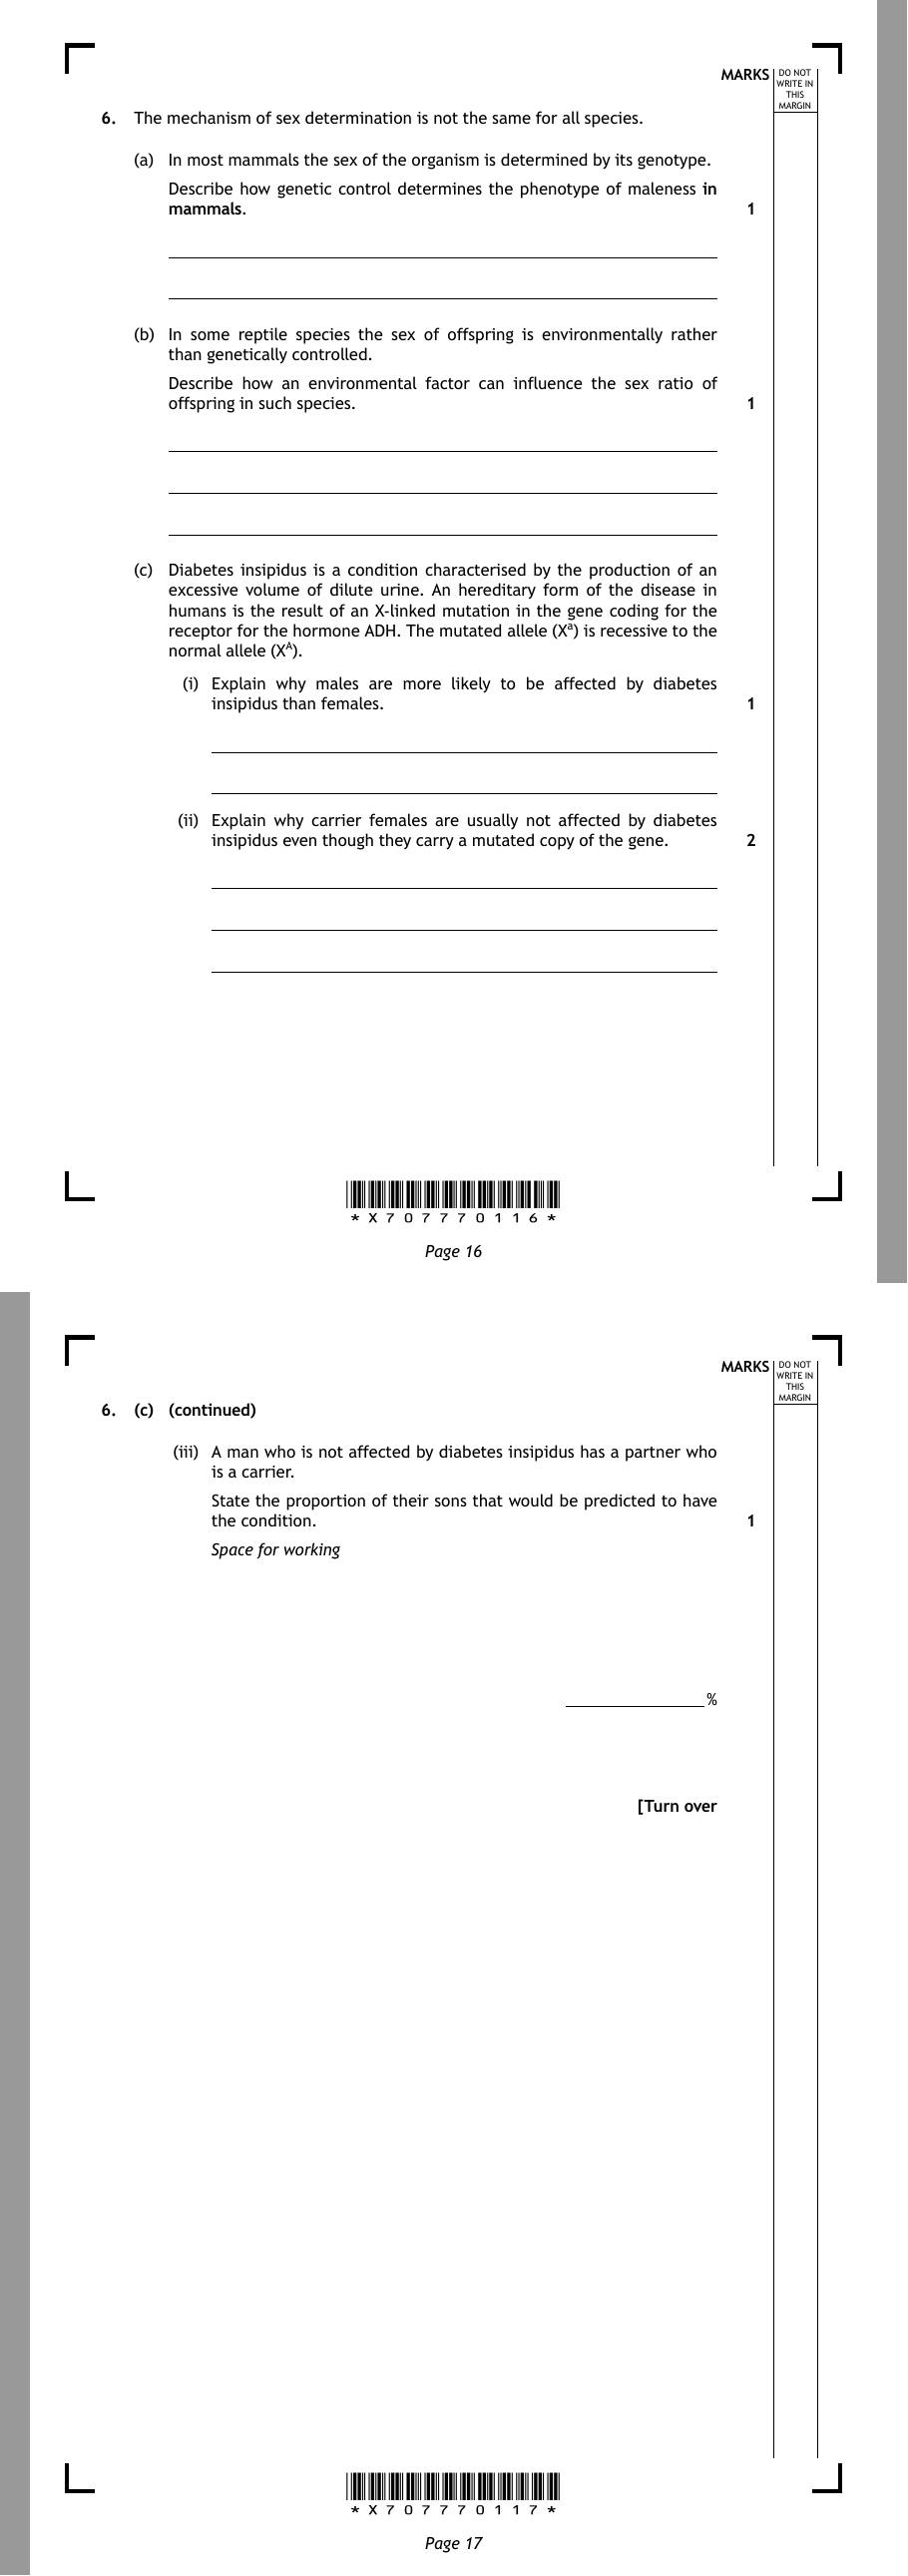 MARKS
DO NOT
WRITE IN
THIS
MARGIN
6. The mechanism of sex determination is not the same for all species.
(a) In most mammals the sex of the organism is determined by its genotype.
Describe how genetic control determines the phenotype of maleness in
mammals.
1
(b) In some reptile species the sex of offspring is environmentally rather
than genetically controlled.
Describe how an environmental factor can influence the sex ratio of
offspring in such species.
1
(c) Diabetes insipidus is a condition characterised by the production of an
excessive volume of dilute urine. An hereditary form of the disease in
humans is the result of an X-linked mutation in the gene coding for the
receptor for the hormone ADH. The mutated allele (Xᵃ) is recessive to the
normal allele (Xᴬ).
(i) Explain why males are more likely to be affected by diabetes
insipidus than females.
1
(ii) Explain why carrier females are usually not affected by diabetes
insipidus even though they carry a mutated copy of the gene.
2
* X 7 0 7 7 7 0 1 1 6 *
Page 16
MARKS
DO NOT
WRITE IN
THIS
MARGIN
6. (c) (continued)
(iii) A man who is not affected by diabetes insipidus has a partner who
is a carrier.
State the proportion of their sons that would be predicted to have
the condition.
1
Space for working
%
[Turn over
* X 7 0 7 7 7 0 1 1 7 *
Page 17